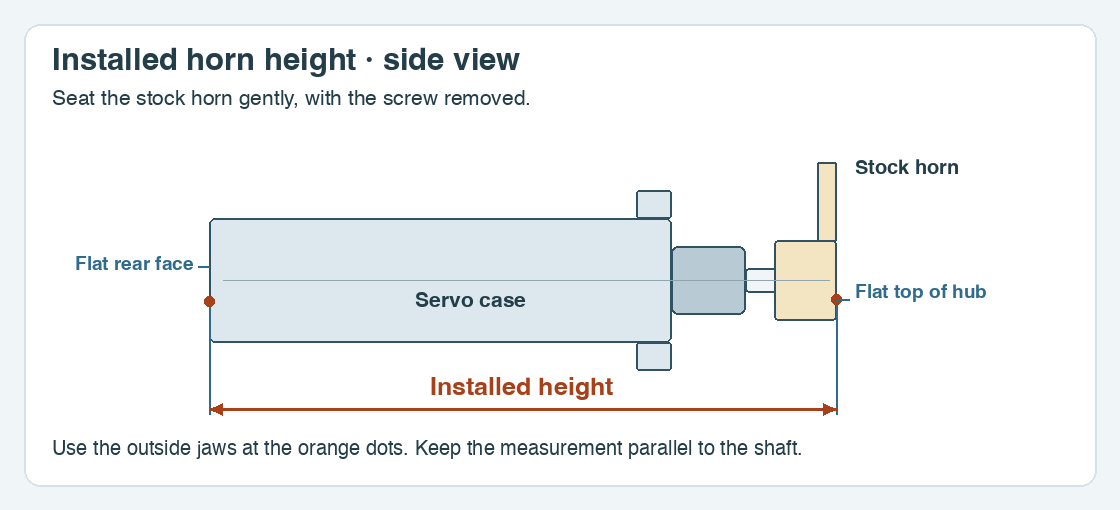 Installed horn height · side view
Seat the stock horn gently, with the screw removed.
Stock horn
Flat rear face
Flat top of hub
Servo case
Installed height
Use the outside jaws at the orange dots. Keep the measurement parallel to the shaft.